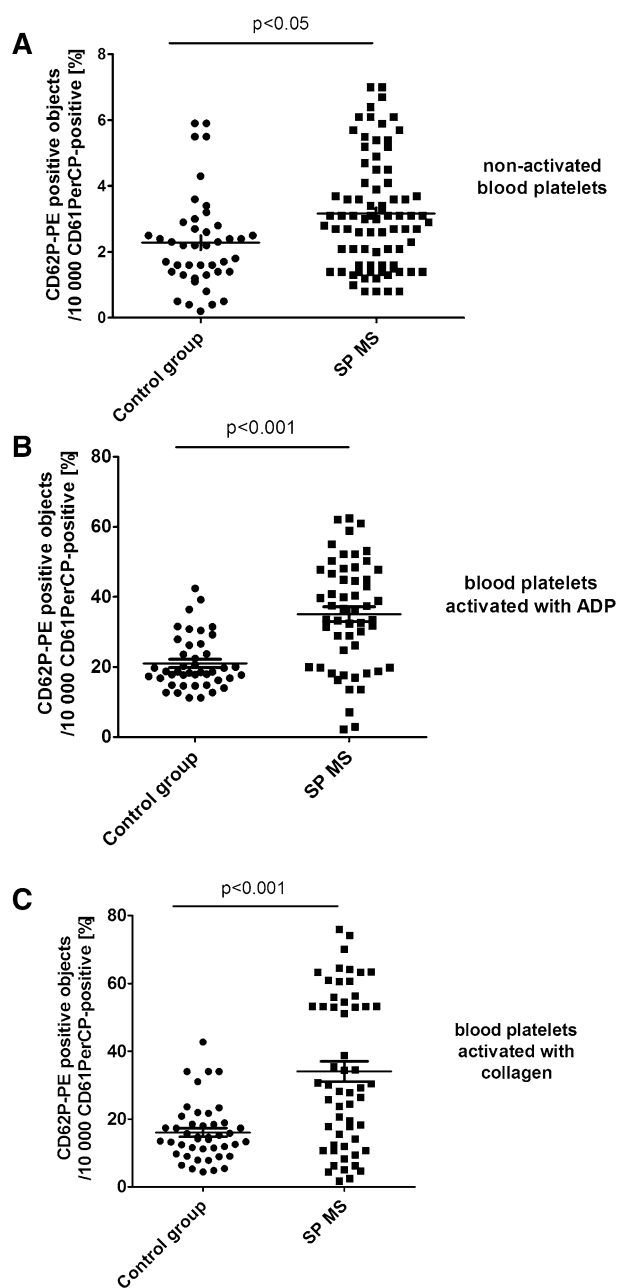 A
p<0.05
CD62P-PE positive objects
/10 000 CD61PerCP-positive [%]
8
6
4
2
0
Control group
SP MS
non-activated
blood platelets
B
p<0.001
CD62P-PE positive objects
/10 000 CD61PerCP-positive [%]
80
60
40
20
0
Control group
SP MS
blood platelets
activated with ADP
C
p<0.001
CD62P-PE positive objects
/10 000 CD61PerCP-positive [%]
80
60
40
20
0
Control group
SP MS
blood platelets
activated with
collagen